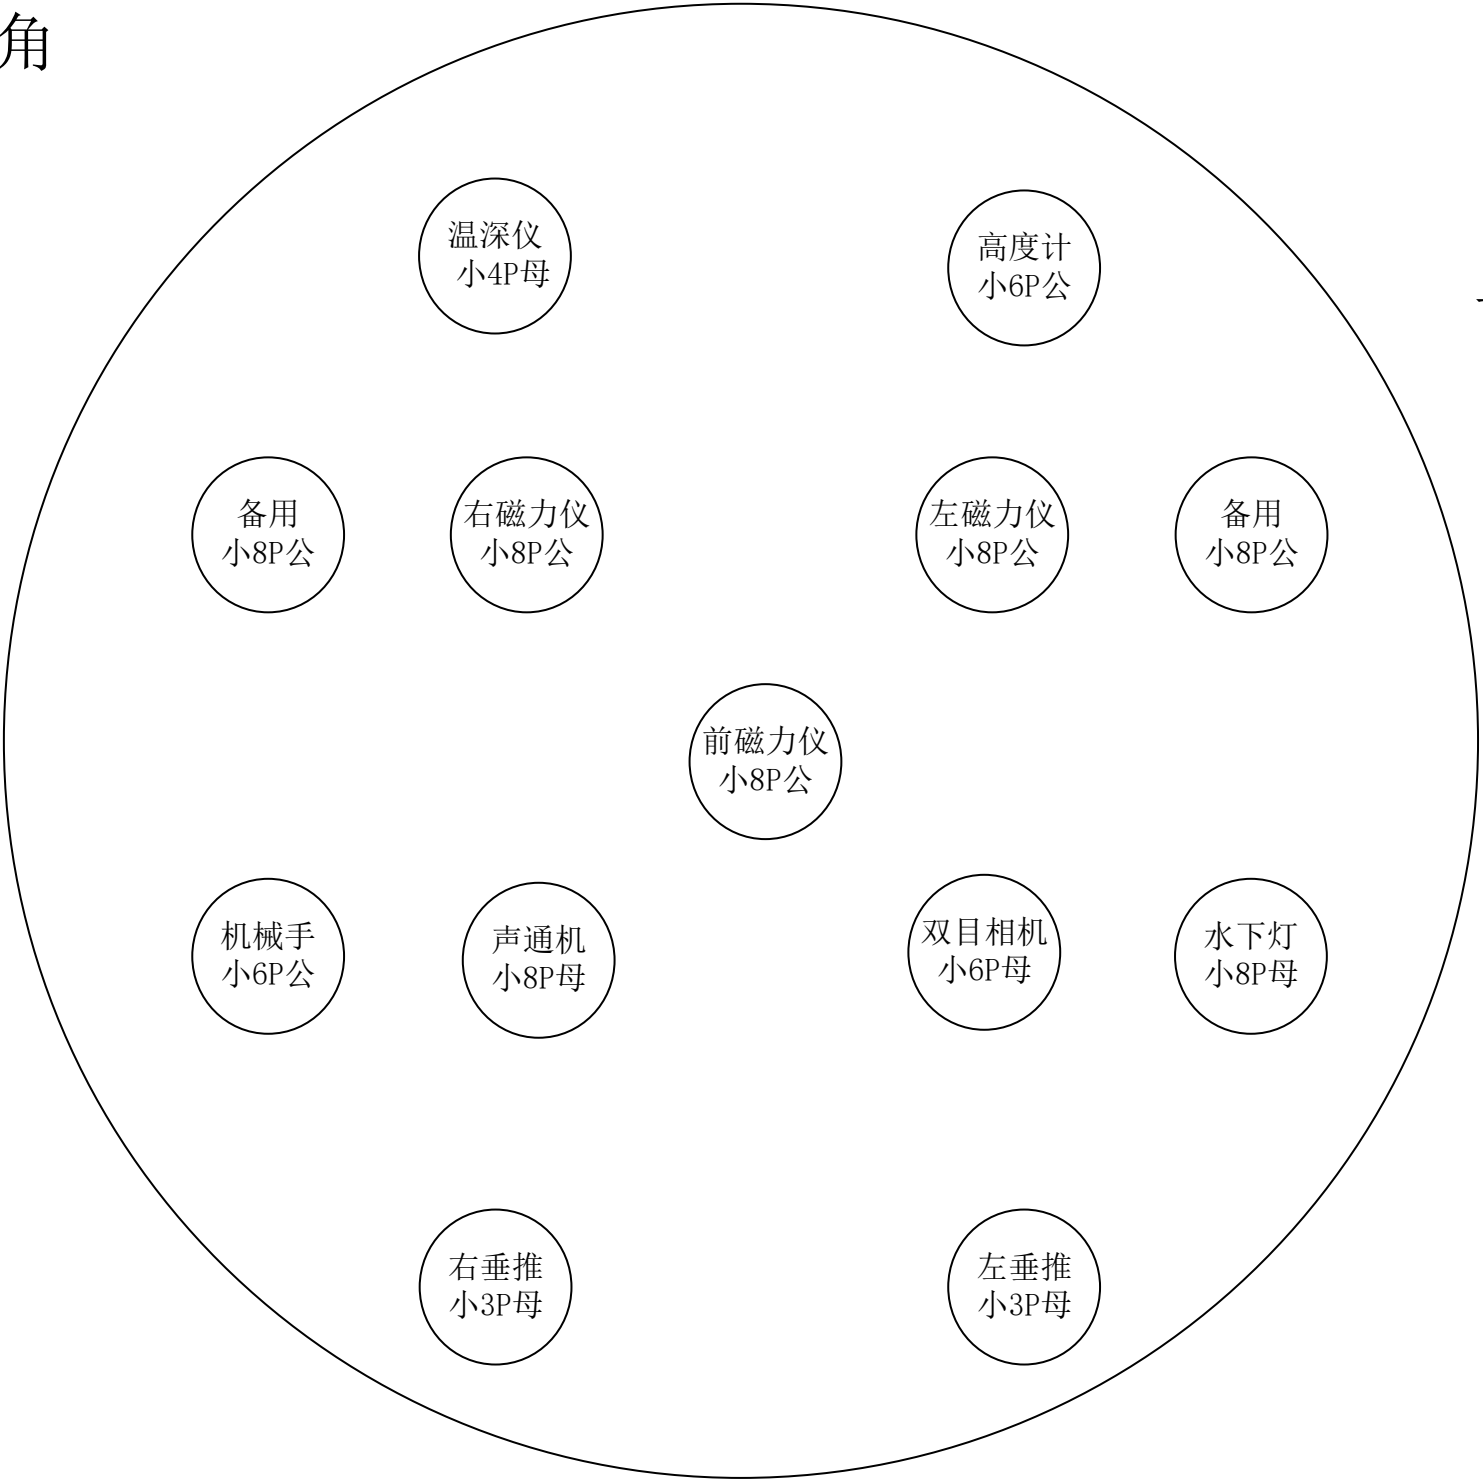 角
温深仪
小4P母
高度计
小6P公
备用
小8P公
右磁力仪
小8P公
左磁力仪
小8P公
备用
小8P公
前磁力仪
小8P公
机械手
小6P公
声通机
小8P母
双目相机
小6P母
水下灯
小8P母
右垂推
小3P母
左垂推
小3P母